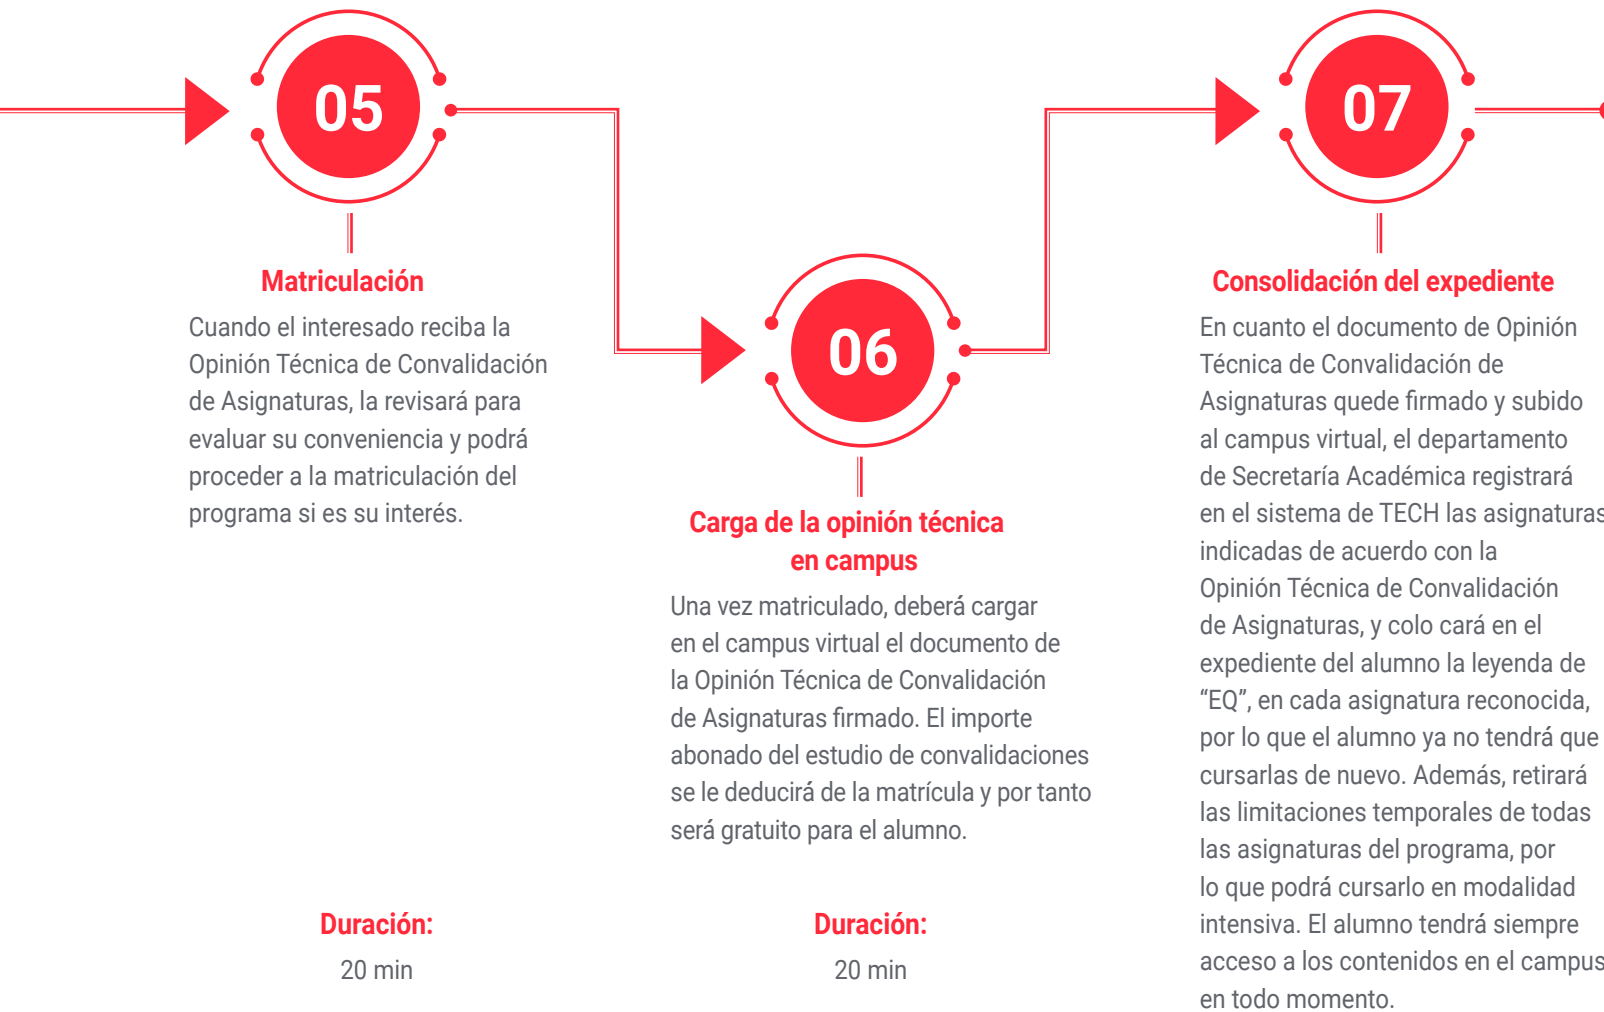 05
Matriculación
Cuando el interesado reciba la
Opinión Técnica de Convalidación
de Asignaturas, la revisará para
evaluar su conveniencia y podrá
proceder a la matriculación del
programa si es su interés.
Duración:
20 min
06
Carga de la opinión técnica
en campus
Una vez matriculado, deberá cargar
en el campus virtual el documento de
la Opinión Técnica de Convalidación
de Asignaturas firmado. El importe
abonado del estudio de convalidaciones
se le deducirá de la matrícula y por tanto
será gratuito para el alumno.
Duración:
20 min
07
Consolidación del expediente
En cuanto el documento de Opinión
Técnica de Convalidación de
Asignaturas quede firmado y subido
al campus virtual, el departamento
de Secretaría Académica registrará
en el sistema de TECH las asignaturas
indicadas de acuerdo con la
Opinión Técnica de Convalidación
de Asignaturas, y colo cará en el
expediente del alumno la leyenda de
“EQ”, en cada asignatura reconocida,
por lo que el alumno ya no tendrá que
cursarlas de nuevo. Además, retirará
las limitaciones temporales de todas
las asignaturas del programa, por
lo que podrá cursarlo en modalidad
intensiva. El alumno tendrá siempre
acceso a los contenidos en el campus
en todo momento.